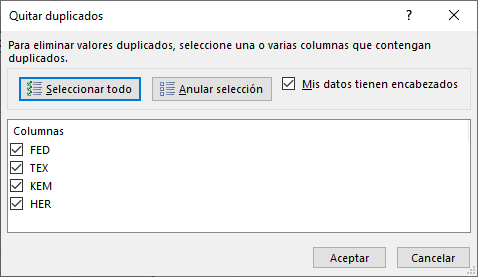 Quitar duplicados
?
Para eliminar valores duplicados, seleccione una o varias columnas que contengan
duplicados.
Seleccionar todo
Anular selección
Mis datos tienen encabezados
Columnas
FED
TEX
KEM
HER
Aceptar
Cancelar